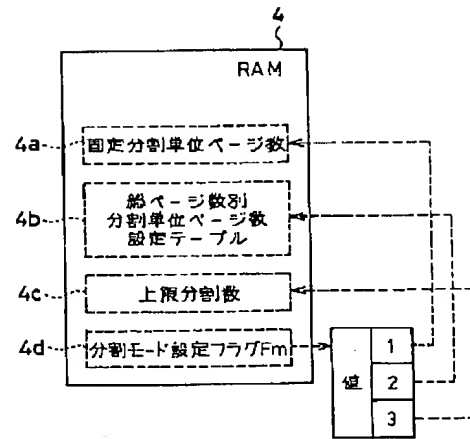 4
RAM
4a
固定分割単位ページ数
4b
総ページ数別
分割単位ページ数
設定テーブル
4c
上限分割数
4d
分割モード設定フラグFm
値
1
2
3